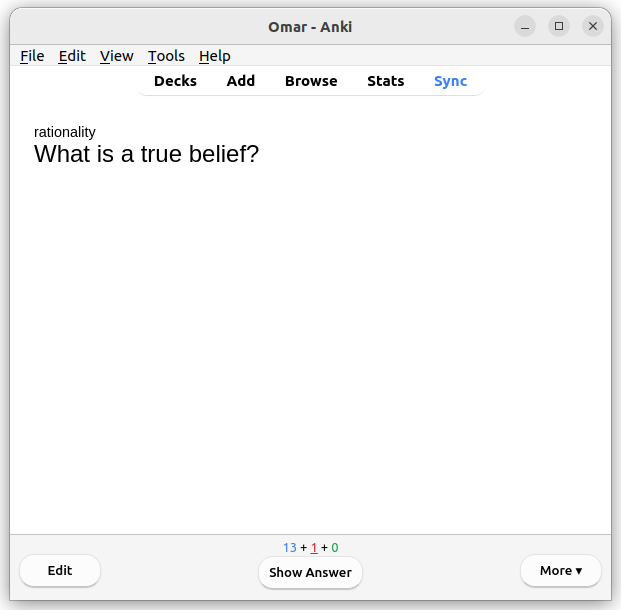 Omar - Anki
File Edit View Tools Help
Decks Add Browse Stats Sync
rationality
What is a true belief?
13 + 1 + 0
Edit Show Answer More ▾